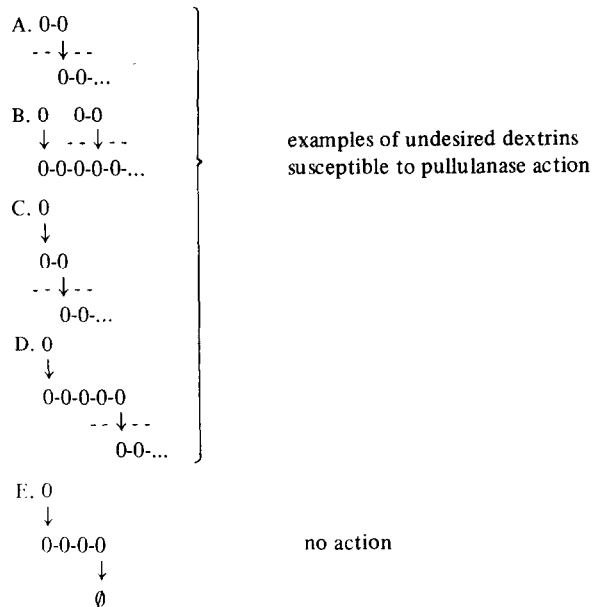 A. 0-0
- - ↓ - -
0-0-...
B. 0 0-0
↓ - - ↓ - -
0-0-0-0-0-...
examples of undesired dextrins
susceptible to pullulanase action
C. 0
↓
0-0
- - ↓ - -
0-0-...
D. 0
↓
0-0-0-0-0
- - ↓ - -
0-0-...
E. 0
↓
0-0-0-0
no action
↓
∅